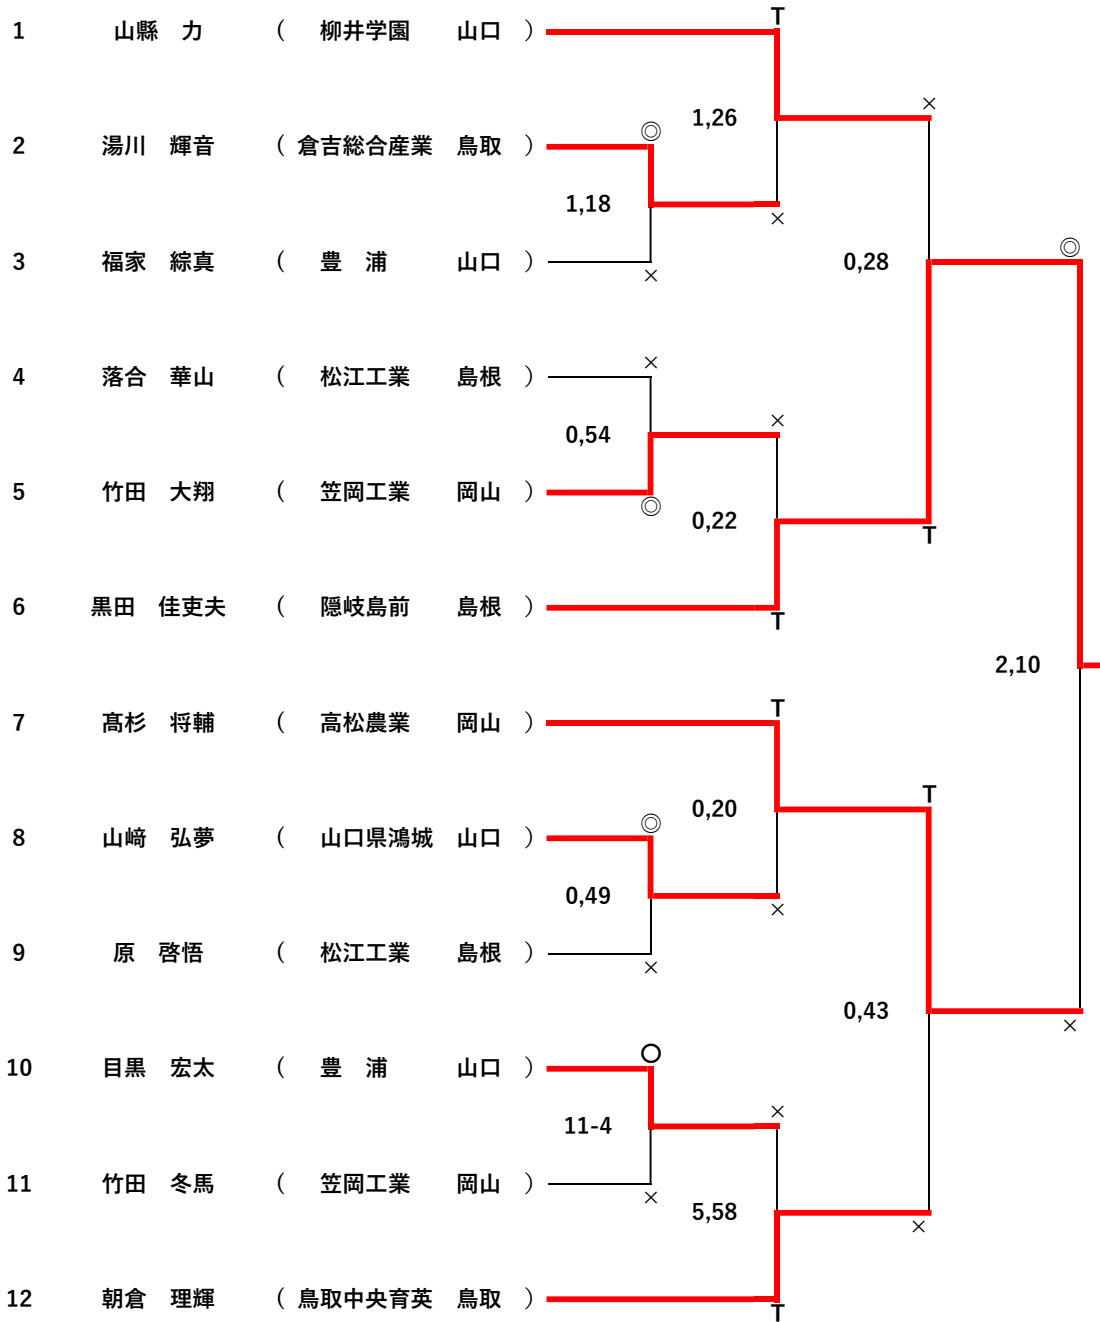 T
1 山縣 力 ( 柳井学園 山口 )
×
1,26
◎
2 湯川 輝音 ( 倉吉総合産業 鳥取 )
1,18
×
◎
3 福家 綜真 ( 豊 浦 山口 ) 0,28
×
×
4 落合 華山 ( 松江工業 島根 )
×
0,54
5 竹田 大翔 ( 笠岡工業 岡山 )
◎
0,22
T
6 黒田 佳吏夫 ( 隠岐島前 島根 )
T
2,10
T
7 髙杉 将輔 ( 高松農業 岡山 )
T
0,20
◎
8 山﨑 弘夢 ( 山口県鴻城 山口 )
0,49
×
9 原 啓悟 ( 松江工業 島根 )
×
0,43
×
○
10 目黒 宏太 ( 豊 浦 山口 )
×
11-4
11 竹田 冬馬 ( 笠岡工業 岡山 )
×
5,58
×
12 朝倉 理輝 ( 鳥取中央育英 鳥取 )
T